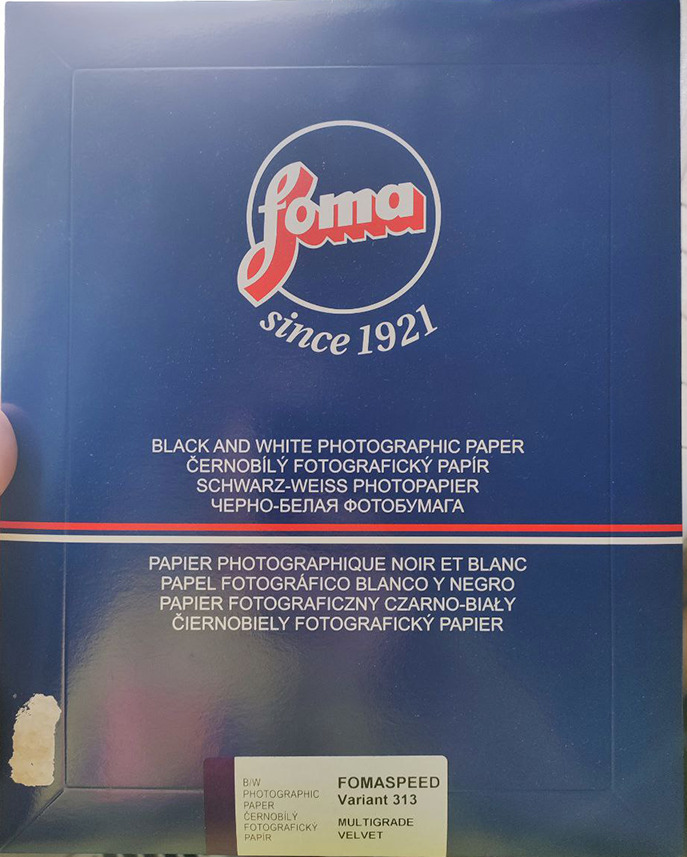 foma
since 1921
BLACK AND WHITE PHOTOGRAPHIC PAPER
ČERNOBÍLÝ FOTOGRAFICKÝ PAPÍR
SCHWARZ-WEISS PHOTOPAPIER
ЧЕРНО-БЕЛАЯ ФОТОБУМАГА
PAPIER PHOTOGRAPHIQUE NOIR ET BLANC
PAPEL FOTOGRÁFICO BLANCO Y NEGRO
PAPIER FOTOGRAFICZNY CZARNO-BIAŁY
ČIERNOBIELY FOTOGRAFICKÝ PAPIER
B/W
PHOTOGRAPHIC
PAPER
ČERNOBÍLÝ
FOTOGRAFICKÝ
PAPÍR
FOMASPEED
Variant 313
MULTIGRADE
VELVET